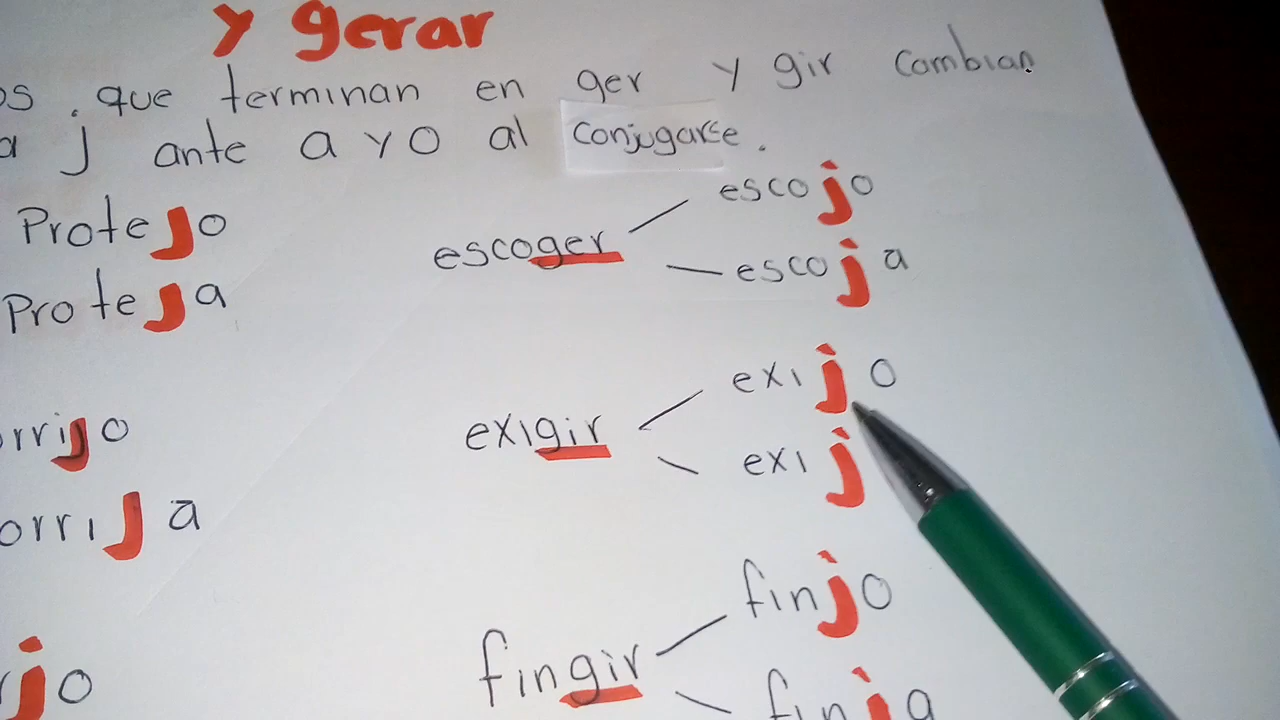 y gerar
os. que terminan en ger y gir cambian
a j ante a y o al conjugarse.
Protejo
Proteja
escoger
escojo
escoja
orrijo
orrija
exigir
exijo
exij
jo
fingir
finjo
finja